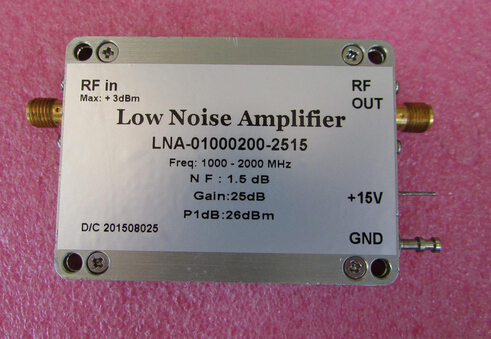 RF in
Max: + 3dBm
RF
OUT
Low Noise Amplifier
LNA-01000200-2515
Freq: 1000 - 2000 MHz
N F : 1.5 dB
Gain:25dB
+15V
P1dB:26dBm
D/C 201508025
GND